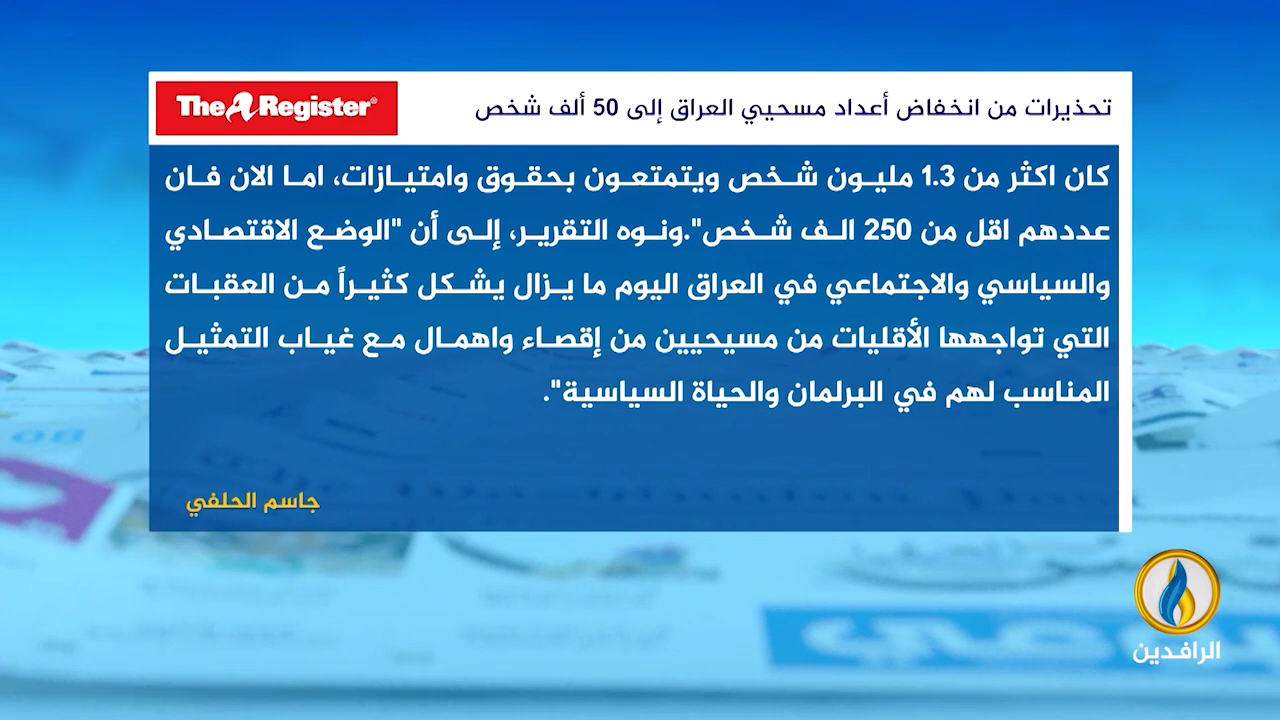 The Register®
تحذيرات من انخفاض أعداد مسحيي العراق إلى 50 ألف شخص
كان اكثر من 1.3 مليون شخص ويتمتعون بحقوق وامتيازات، اما الان فان
عددهم اقل من 250 الف شخص".ونوه التقرير، إلى أن "الوضع الاقتصادي
والسياسي والاجتماعي في العراق اليوم ما يزال يشكل كثيراً من العقبات
التي تواجهها الأقليات من مسيحيين من إقصاء واهمال مع غياب التمثيل
المناسب لهم في البرلمان والحياة السياسية".
جاسم الحلفي
الرافدين